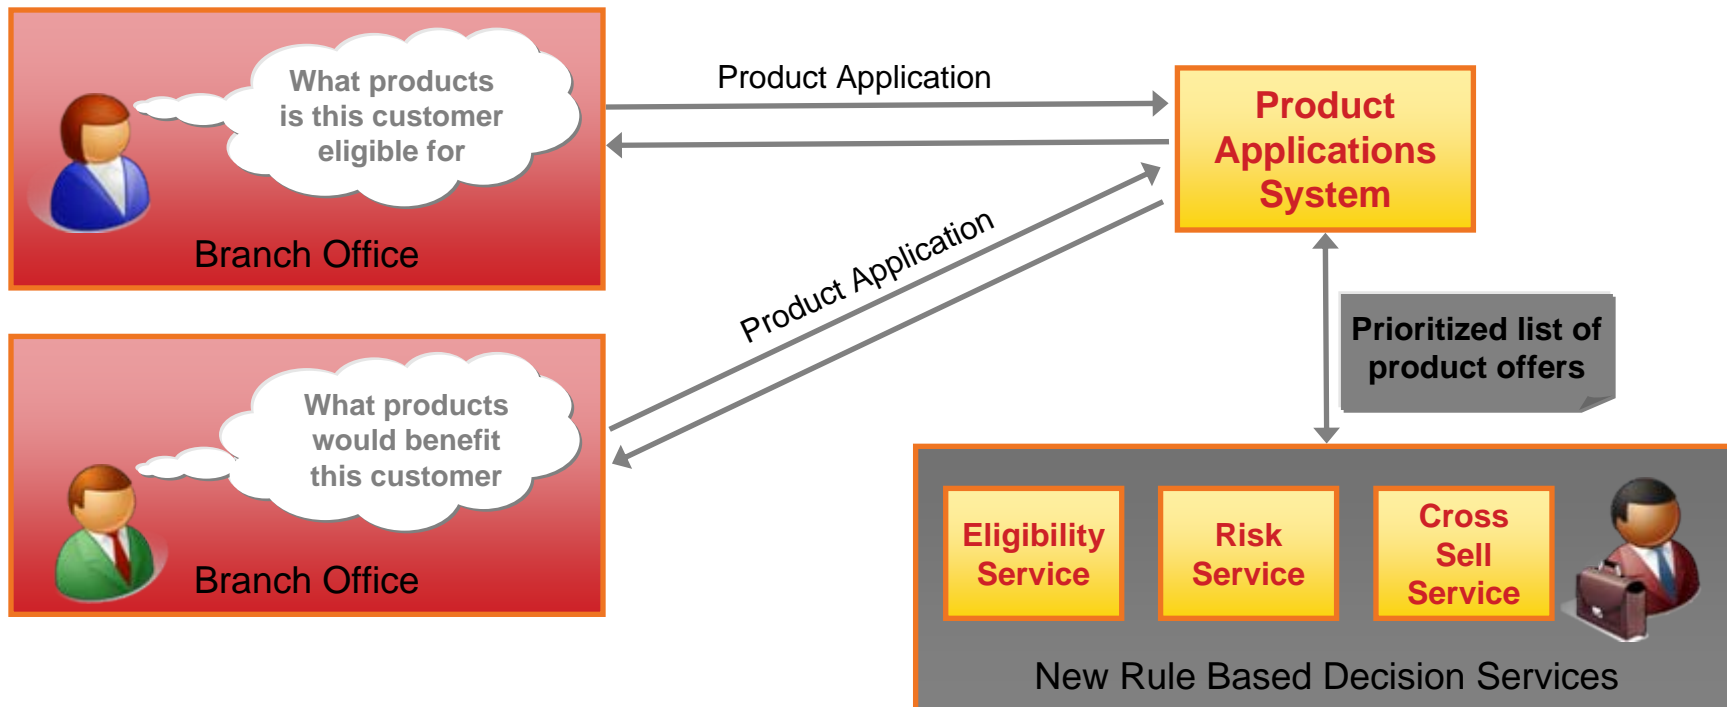 What products
is this customer
eligible for
Branch Office
Product Application
Product
Applications
System
Product Application
Prioritized list of
product offers
What products
would benefit
this customer
Branch Office
Eligibility
Service
Risk
Service
Cross
Sell
Service
New Rule Based Decision Services